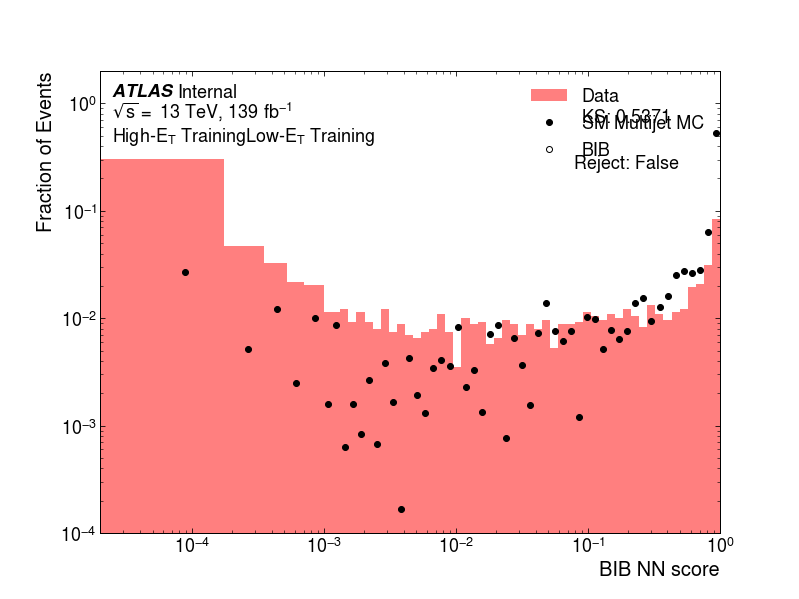 Fraction of Events
10⁰
10⁻¹
10⁻²
10⁻³
10⁻⁴
ATLAS Internal
√s = 13 TeV, 139 fb⁻¹
High-E_T TrainingLow-E_T Training
Data
KS: 0.5371
SM Multijet MC
BIB
Reject: False
10⁻⁴ 10⁻³ 10⁻² 10⁻¹ 10⁰
BIB NN score